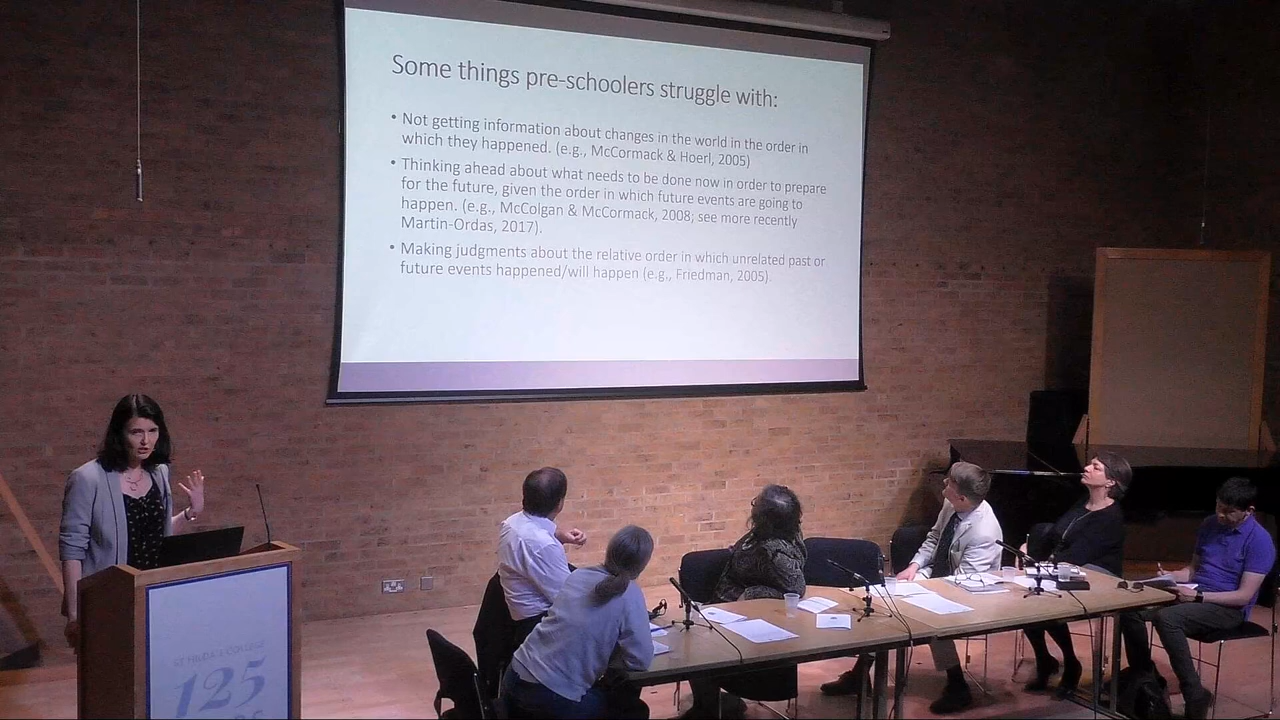 Some things pre-schoolers struggle with:
• Not getting information about changes in the world in the order in
which they happened. (e.g., McCormack & Hoerl, 2005)
• Thinking ahead about what needs to be done now in order to prepare
for the future, given the order in which future events are going to
happen. (e.g., McColgan & McCormack, 2008; see more recently
Martin-Ordas, 2017).
• Making judgments about the relative order in which unrelated past or
future events happened/will happen (e.g., Friedman, 2005).
ST HILDA'S COLLEGE
125